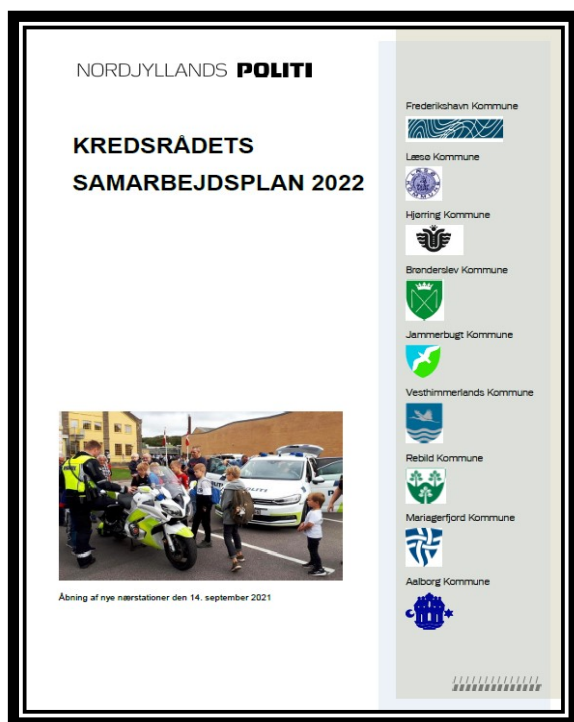 NORDJYLLANDS POLITI
KREDSRÅDETS
SAMARBEJDSPLAN 2022
Frederikshavn Kommune
Læsø Kommune
Hjørring Kommune
Brønderslev Kommune
Jammerbugt Kommune
Vesthimmerlands Kommune
Rebild Kommune
Mariagerfjord Kommune
Aalborg Kommune
POLITI
Åbning af nye nærstationer den 14. september 2021